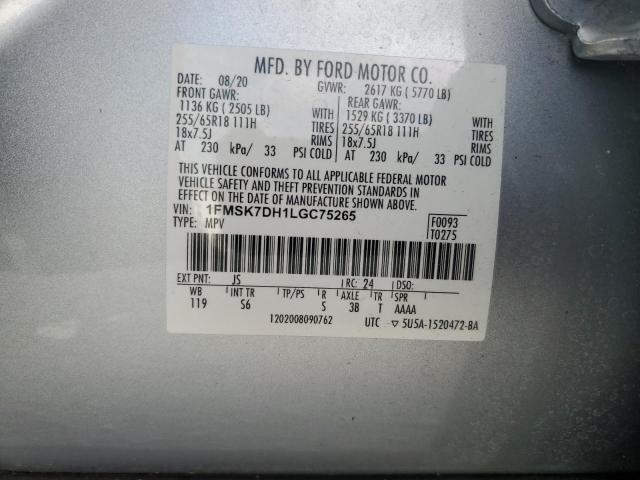 MFD. BY FORD MOTOR CO.
DATE: 08/20 GVWR: 2617 KG (5770 LB)
FRONT GAWR: REAR GAWR:
1136 KG (2505 LB) WITH 1529 KG (3370 LB) WITH
255/65R18 111H TIRES 255/65R18 111H TIRES
18x7.5J RIMS 18x7.5J RIMS
AT 230 kPa/ 33 PSI COLD AT 230 kPa/ 33 PSI COLD
THIS VEHICLE CONFORMS TO ALL APPLICABLE FEDERAL MOTOR
VEHICLE SAFETY AND THEFT PREVENTION STANDARDS IN
EFFECT ON THE DATE OF MANUFACTURE SHOWN ABOVE.
VIN: 1FMSK7DH1LGC75265 F0093
TYPE: MPV T0275
EXT PNT: JS RC: 24 DSO:
WB INT TR TP/PS R AXLE TR SPR
119 S6 S 3B T AAAA
1202008090762 UTC ▽ 5U5A-1520472-BA